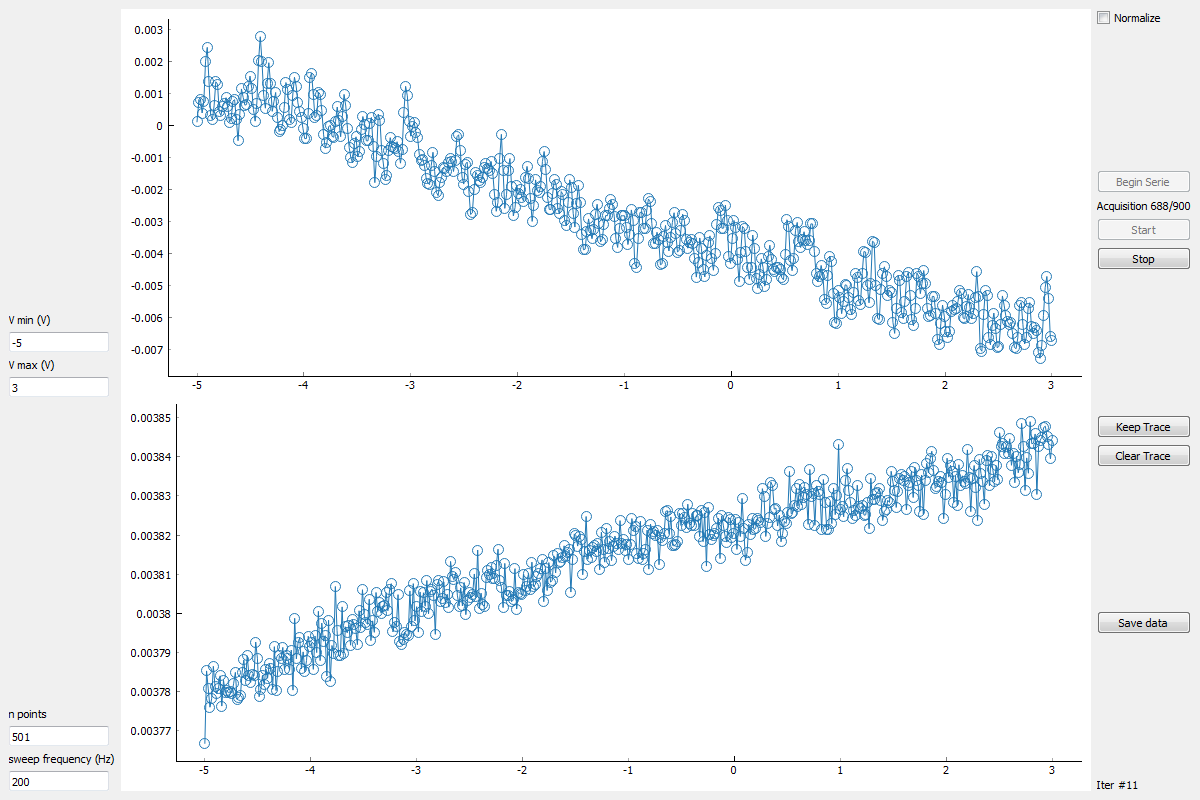 Normalize
0.003
0.002
0.001
0
-0.001
-0.002
-0.003
-0.004
-0.005
-0.006
-0.007
-5 -4 -3 -2 -1 0 1 2 3
Begin Serie
Acquisition 688/900
Start
Stop
V min (V)
-5
V max (V)
3
0.00385
0.00384
0.00383
0.00382
0.00381
0.0038
0.00379
0.00378
0.00377
-5 -4 -3 -2 -1 0 1 2 3
Keep Trace
Clear Trace
Save data
n points
501
sweep frequency (Hz)
200
Iter #11